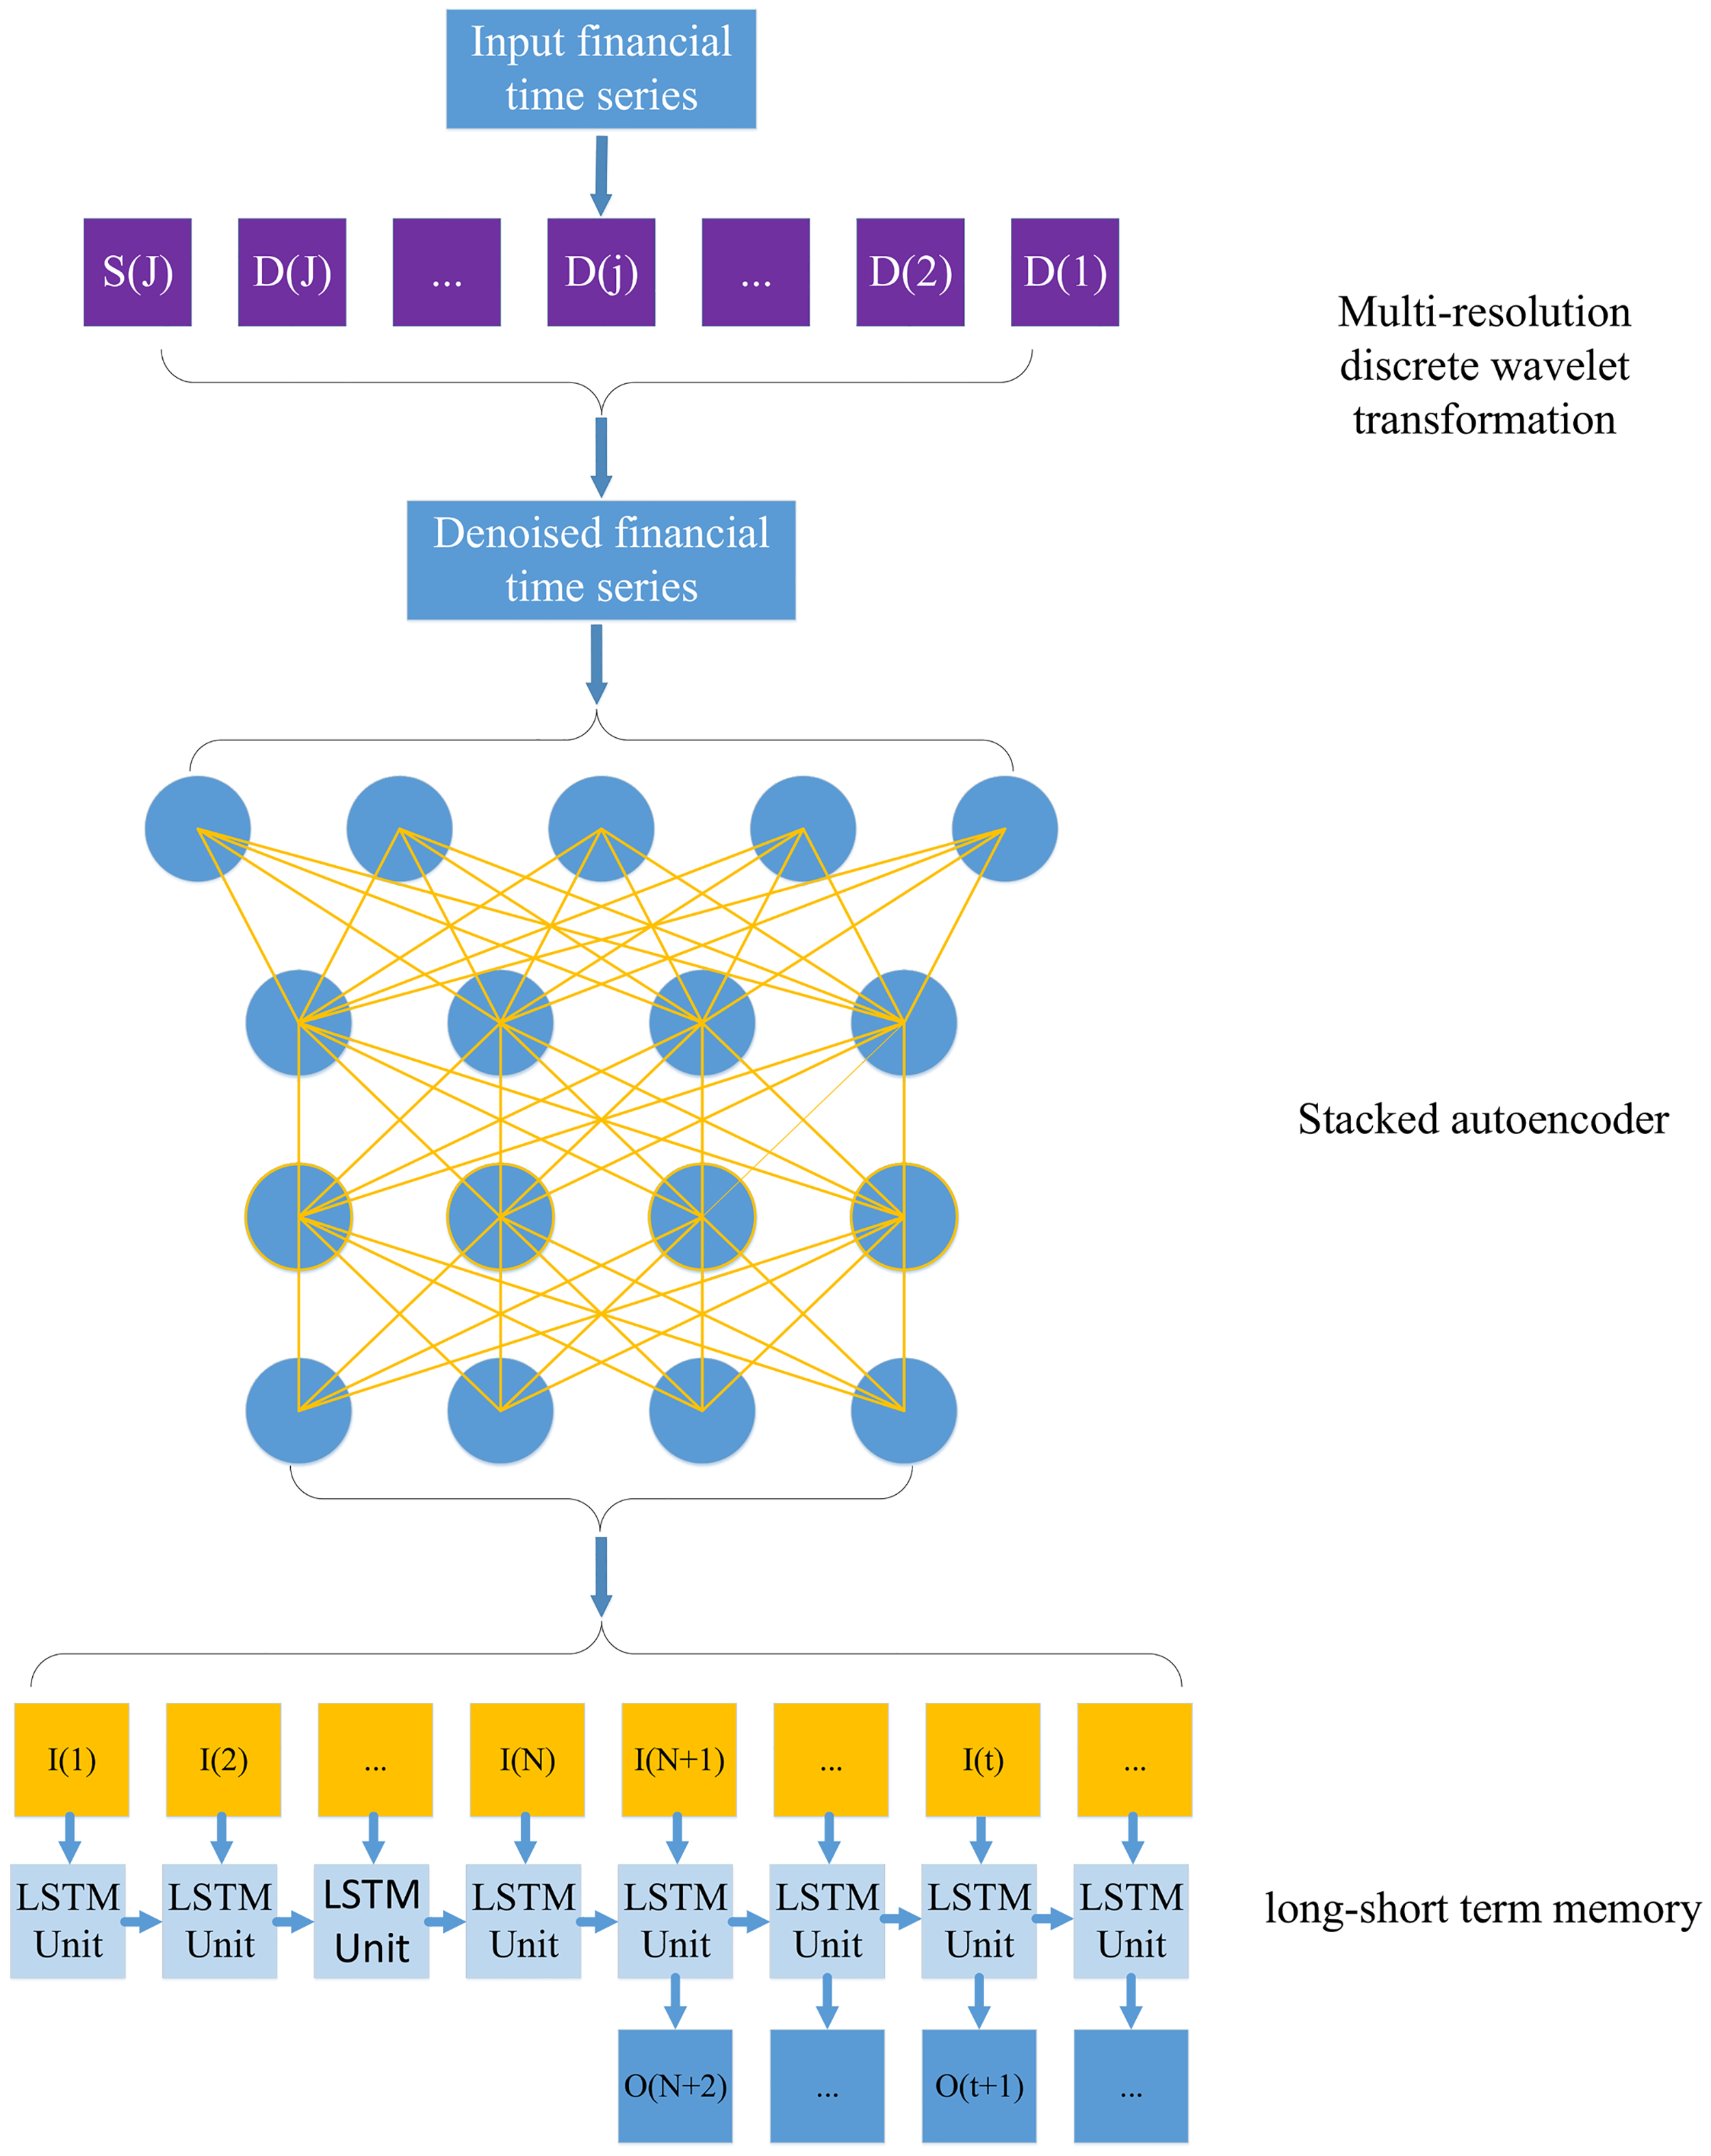 Input financial
time series
S(J)
D(J)
...
D(j)
...
D(2)
D(1)
Multi-resolution
discrete wavelet
transformation
Denoised financial
time series
Stacked autoencoder
I(1)
I(2)
...
I(N)
I(N+1)
...
I(t)
...
LSTM
Unit
LSTM
Unit
LSTM
Unit
LSTM
Unit
LSTM
Unit
LSTM
Unit
LSTM
Unit
LSTM
Unit
long-short term memory
O(N+2)
...
O(t+1)
...